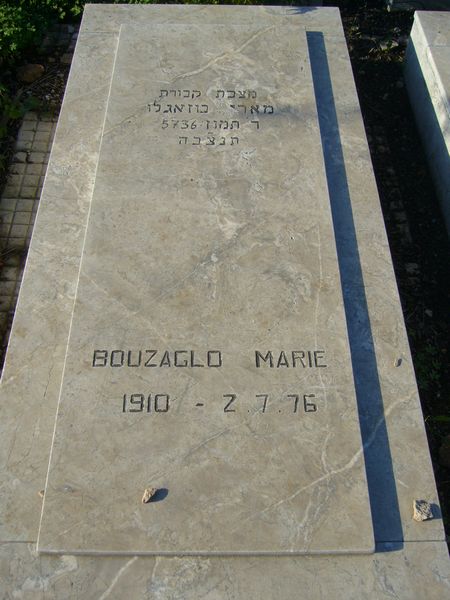 מצבת קבורת
מארי בוזאגלו
ד תמוז 5736
תנצבה
BOUZAGLO MARIE
1910 - 2.7.76